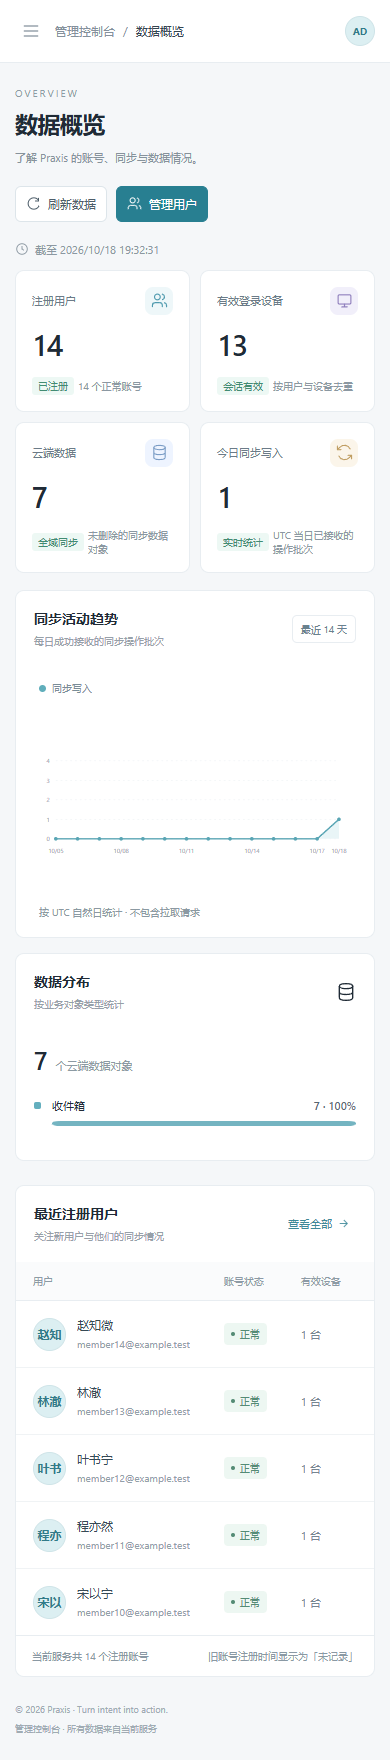 管理控制台 / 数据概览
AD
OVERVIEW
数据概览
了解 Praxis 的账号、同步与数据情况。
刷新数据
管理用户
截至 2026/10/18 19:32:31
注册用户
14
已注册 14 个正常账号
有效登录设备
13
会话有效 按用户与设备去重
云端数据
7
全域同步 未删除的同步数据
对象
今日同步写入
1
实时统计 UTC 当日已接收的
操作批次
同步活动趋势
每日成功接收的同步操作批次
最近 14 天
同步写入
4
3
2
1
0
10/05 10/08 10/11 10/14 10/17 10/18
按 UTC 自然日统计 · 不包含拉取请求
数据分布
按业务对象类型统计
7 个云端数据对象
收件箱 7 · 100%
最近注册用户
关注新用户与他们的同步情况
查看全部 →
用户 账号状态 有效设备
赵知 赵知微 正常 1 台
member14@example.test
林澈 林澈 正常 1 台
member13@example.test
叶书 叶书宁 正常 1 台
member12@example.test
程亦 程亦然 正常 1 台
member11@example.test
宋以 宋以宁 正常 1 台
member10@example.test
当前服务共 14 个注册账号 旧账号注册时间显示为「未记录」
© 2026 Praxis · Turn intent into action.
管理控制台 · 所有数据来自当前服务